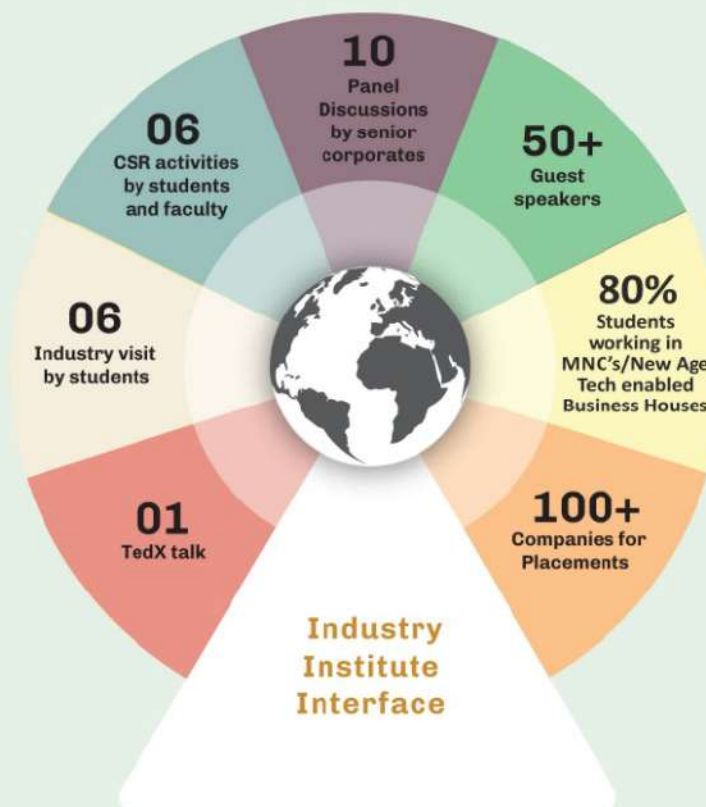 01
TedX talk
06
Industry visit
by students
06
CSR activities
by students
and faculty
10
Panel
Discussions
by senior
corporates
50+
Guest
speakers
80%
Students
working in
MNC's/New Age
Tech enabled
Business Houses
100+
Companies for
Placements
Industry
Institute
Interface